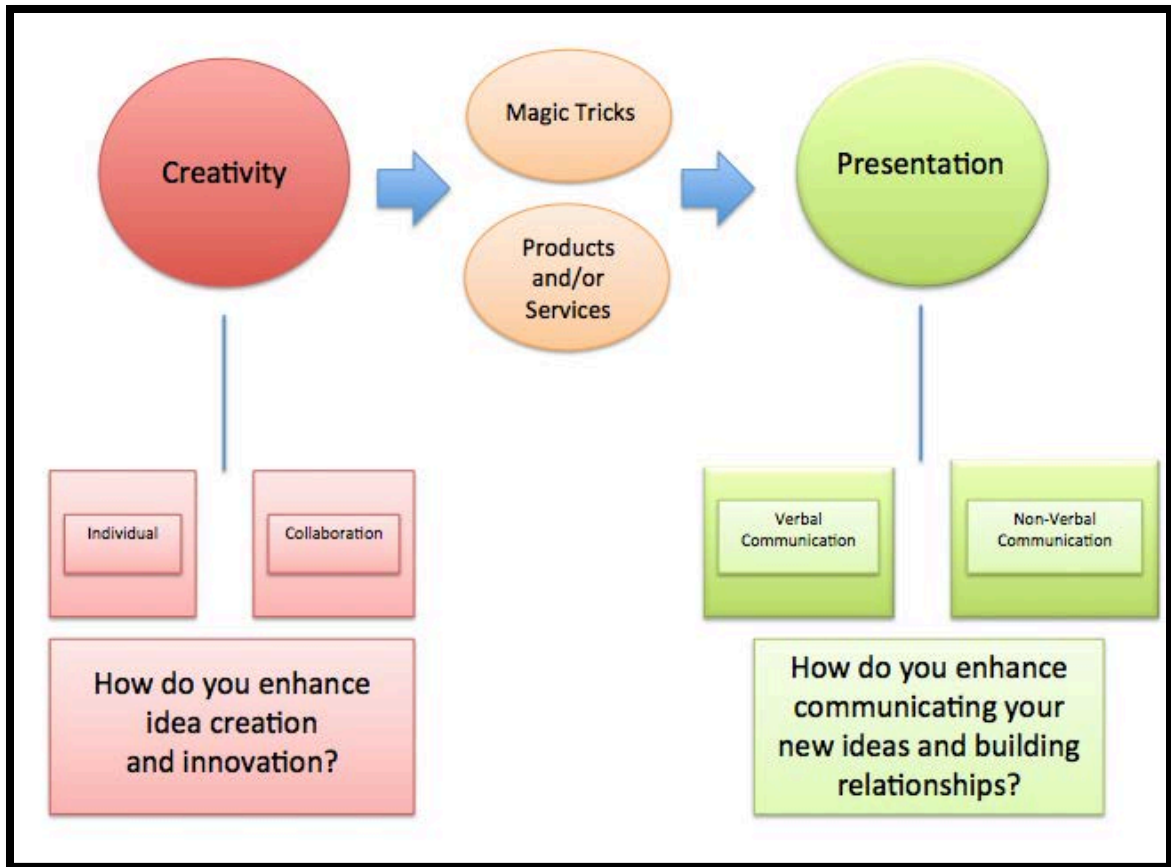 Creativity
Magic Tricks
Products
and/or
Services
Presentation
Individual
Collaboration
How do you enhance
idea creation
and innovation?
Verbal
Communication
Non-Verbal
Communication
How do you enhance
communicating your
new ideas and building
relationships?